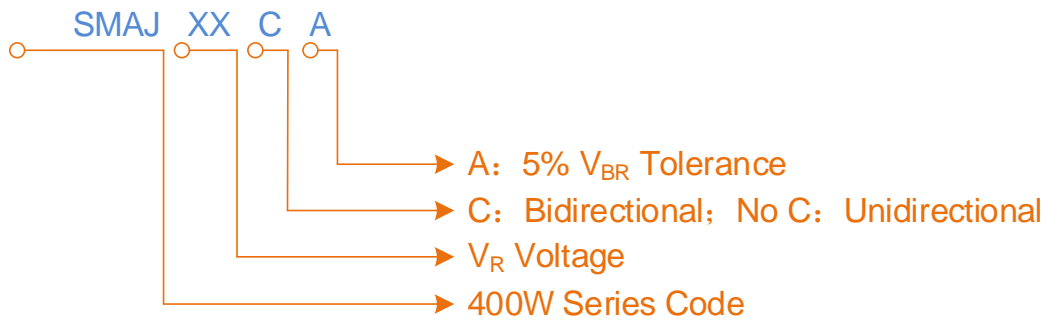 SMAJ XX C A
A：5% VBR Tolerance
C：Bidirectional；No C：Unidirectional
VR Voltage
400W Series Code